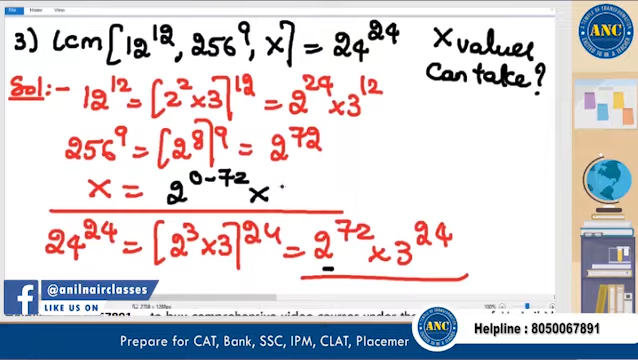 3) Lcm[12^12, 256^9, x] = 24^24
x values
can take?
Sol:- 12^12 = [2^2 × 3]^12 = 2^24 × 3^12
256^9 = [2^8]^9 = 2^72
x = 2^0-72 ×
24^24 = [2^3 × 3]^24 = 2^72 × 3^24
@anilnairclasses
LIKE US ON
ANC
ANC
Helpline : 8050067891
Prepare for CAT, Bank, SSC, IPM, CLAT, Placemer